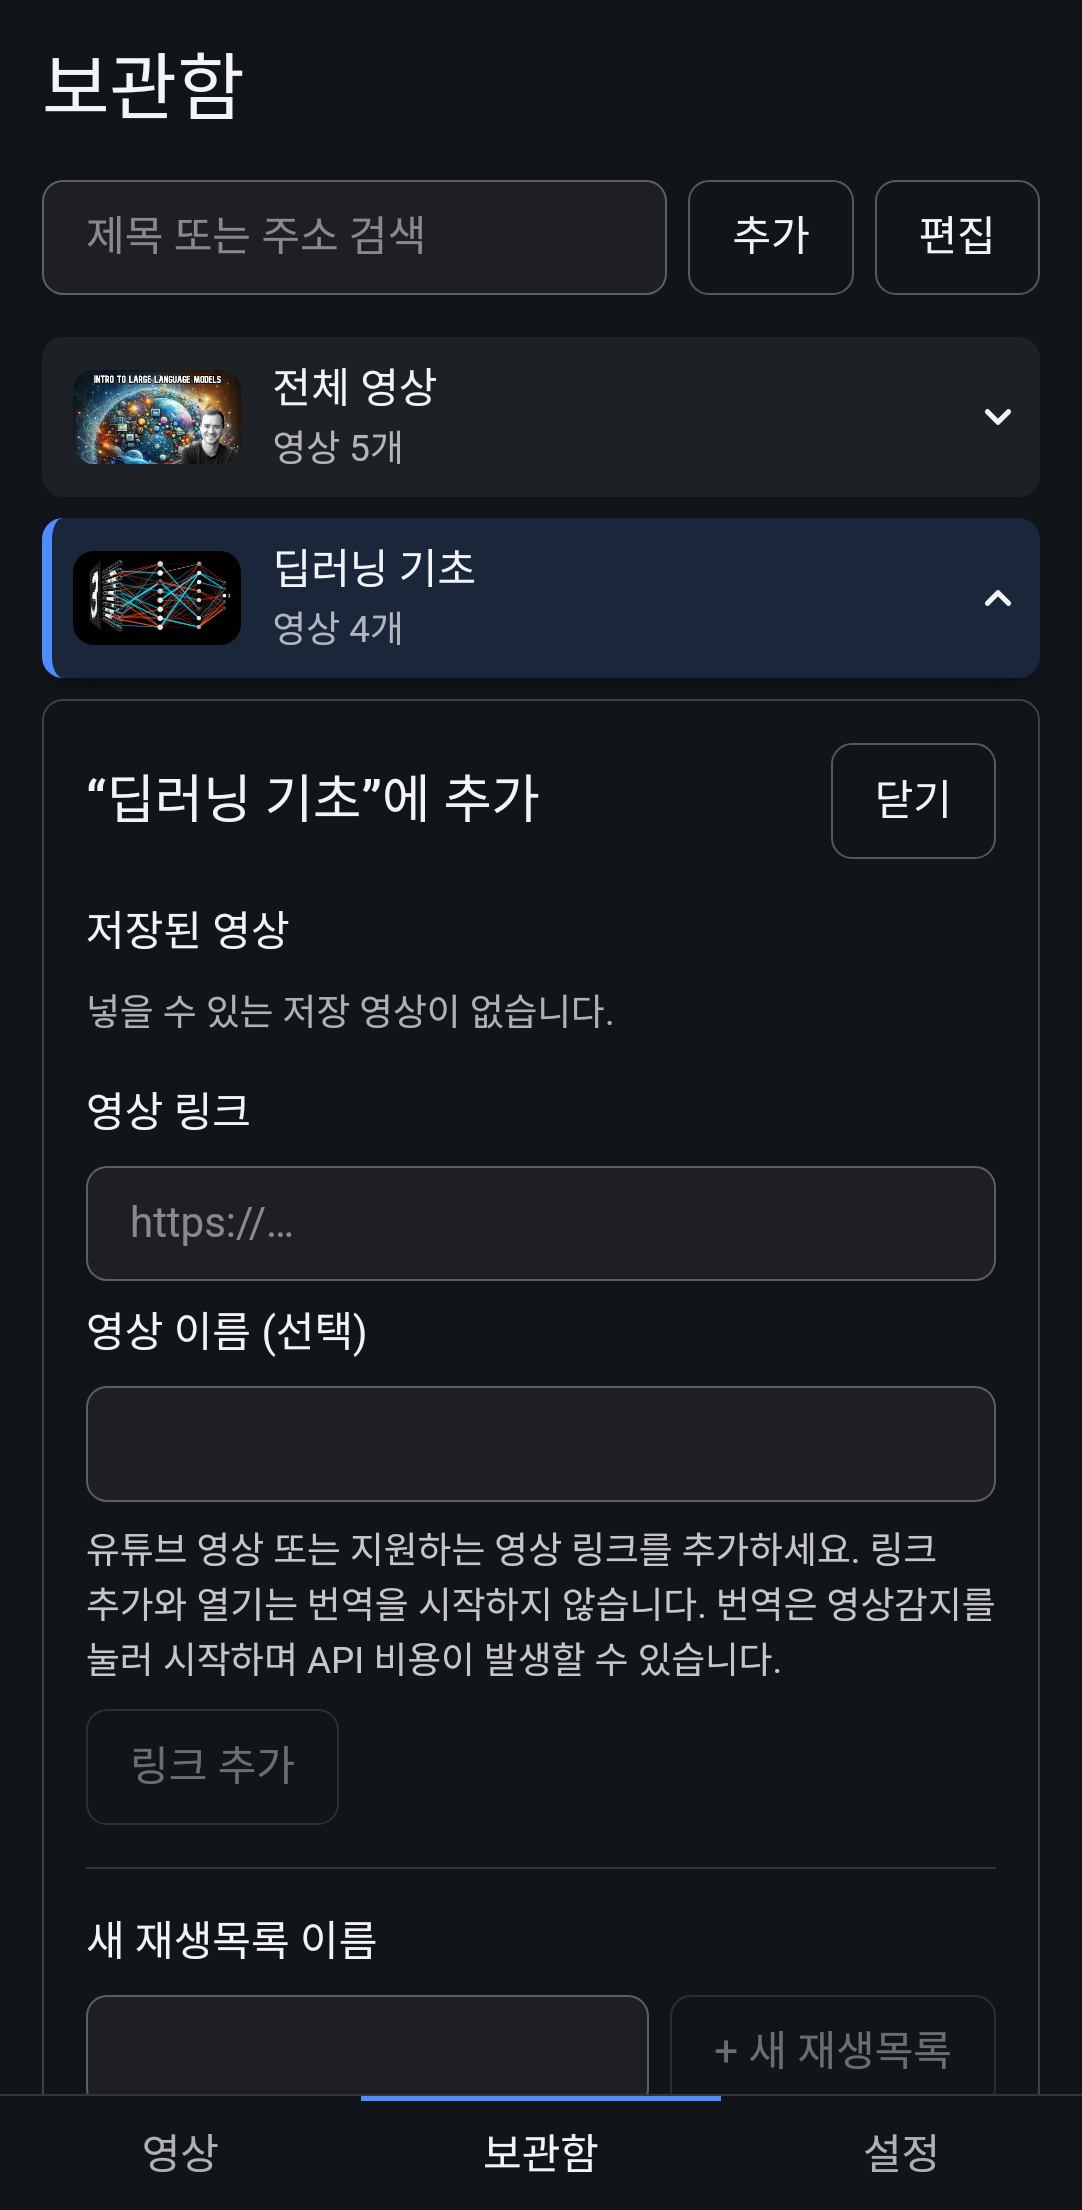 보관함
제목 또는 주소 검색
추가
편집
INTRO TO LARGE LANGUAGE MODELS
전체 영상
영상 5개
딥러닝 기초
영상 4개
“딥러닝 기초”에 추가
닫기
저장된 영상
넣을 수 있는 저장 영상이 없습니다.
영상 링크
https://...
영상 이름 (선택)
유튜브 영상 또는 지원하는 영상 링크를 추가하세요. 링크
추가와 열기는 번역을 시작하지 않습니다. 번역은 영상감지를
눌러 시작하며 API 비용이 발생할 수 있습니다.
링크 추가
새 재생목록 이름
+ 새 재생목록
영상
보관함
설정